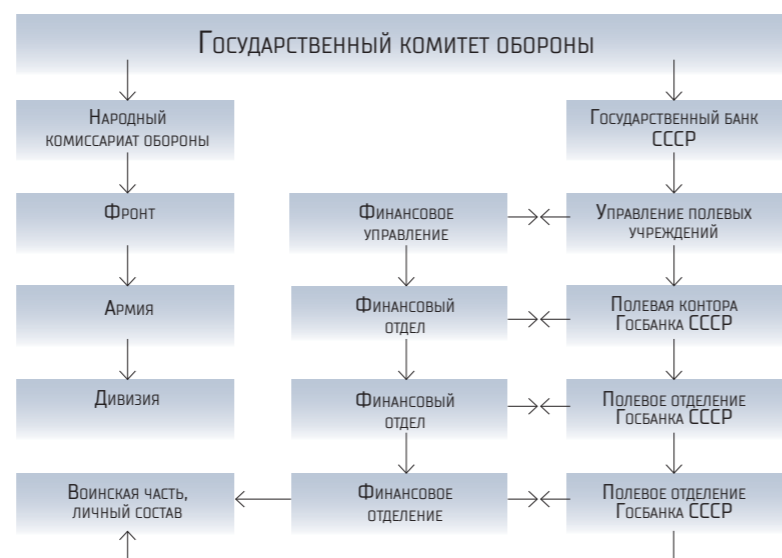 Государственный комитет обороны
Народный
комиссариат обороны
Государственный банк
СССР
Фронт
Финансовое
управление
Управление полевых
учреждений
Армия
Финансовый
отдел
Полевая контора
Госбанка СССР
Дивизия
Финансовый
отдел
Полевое отделение
Госбанка СССР
Воинская часть,
личный состав
Финансовое
отделение
Полевое отделение
Госбанка СССР